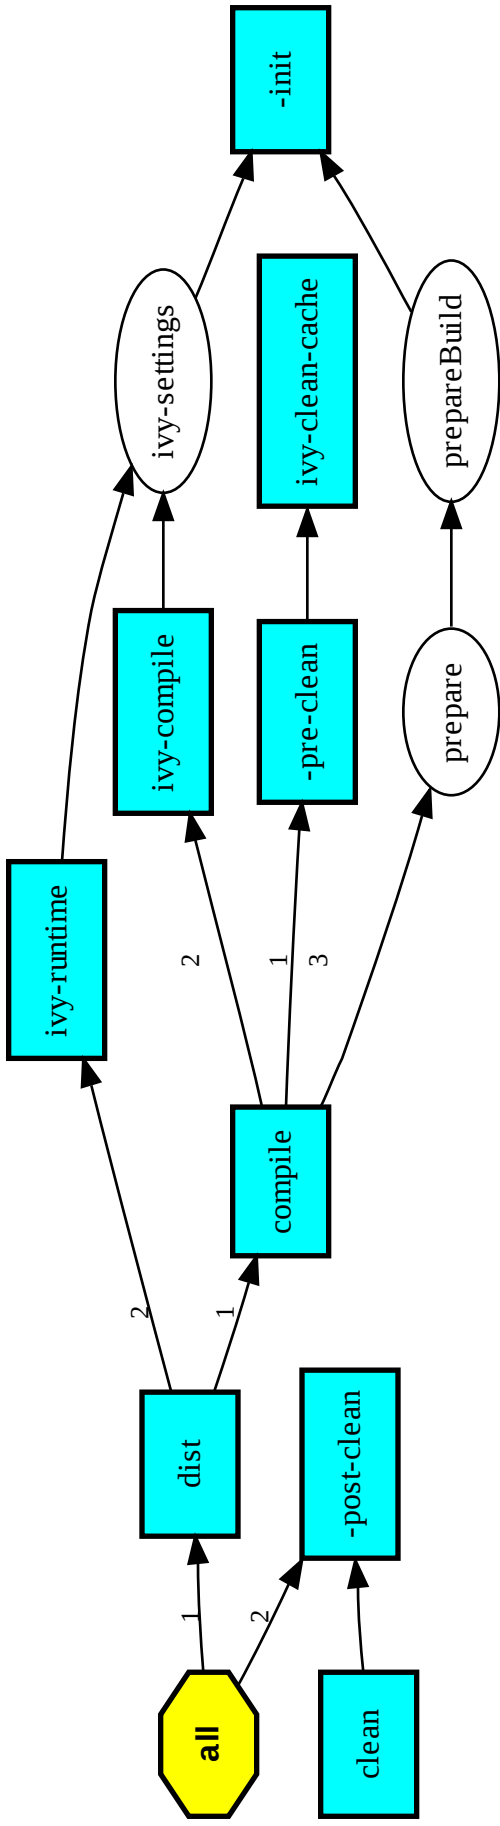 -init
ivy-settings
ivy-clean-cache
prepareBuild
ivy-compile
-pre-clean
prepare
ivy-runtime
2
1
3
compile
2
1
dist
-post-clean
1
2
all
clean